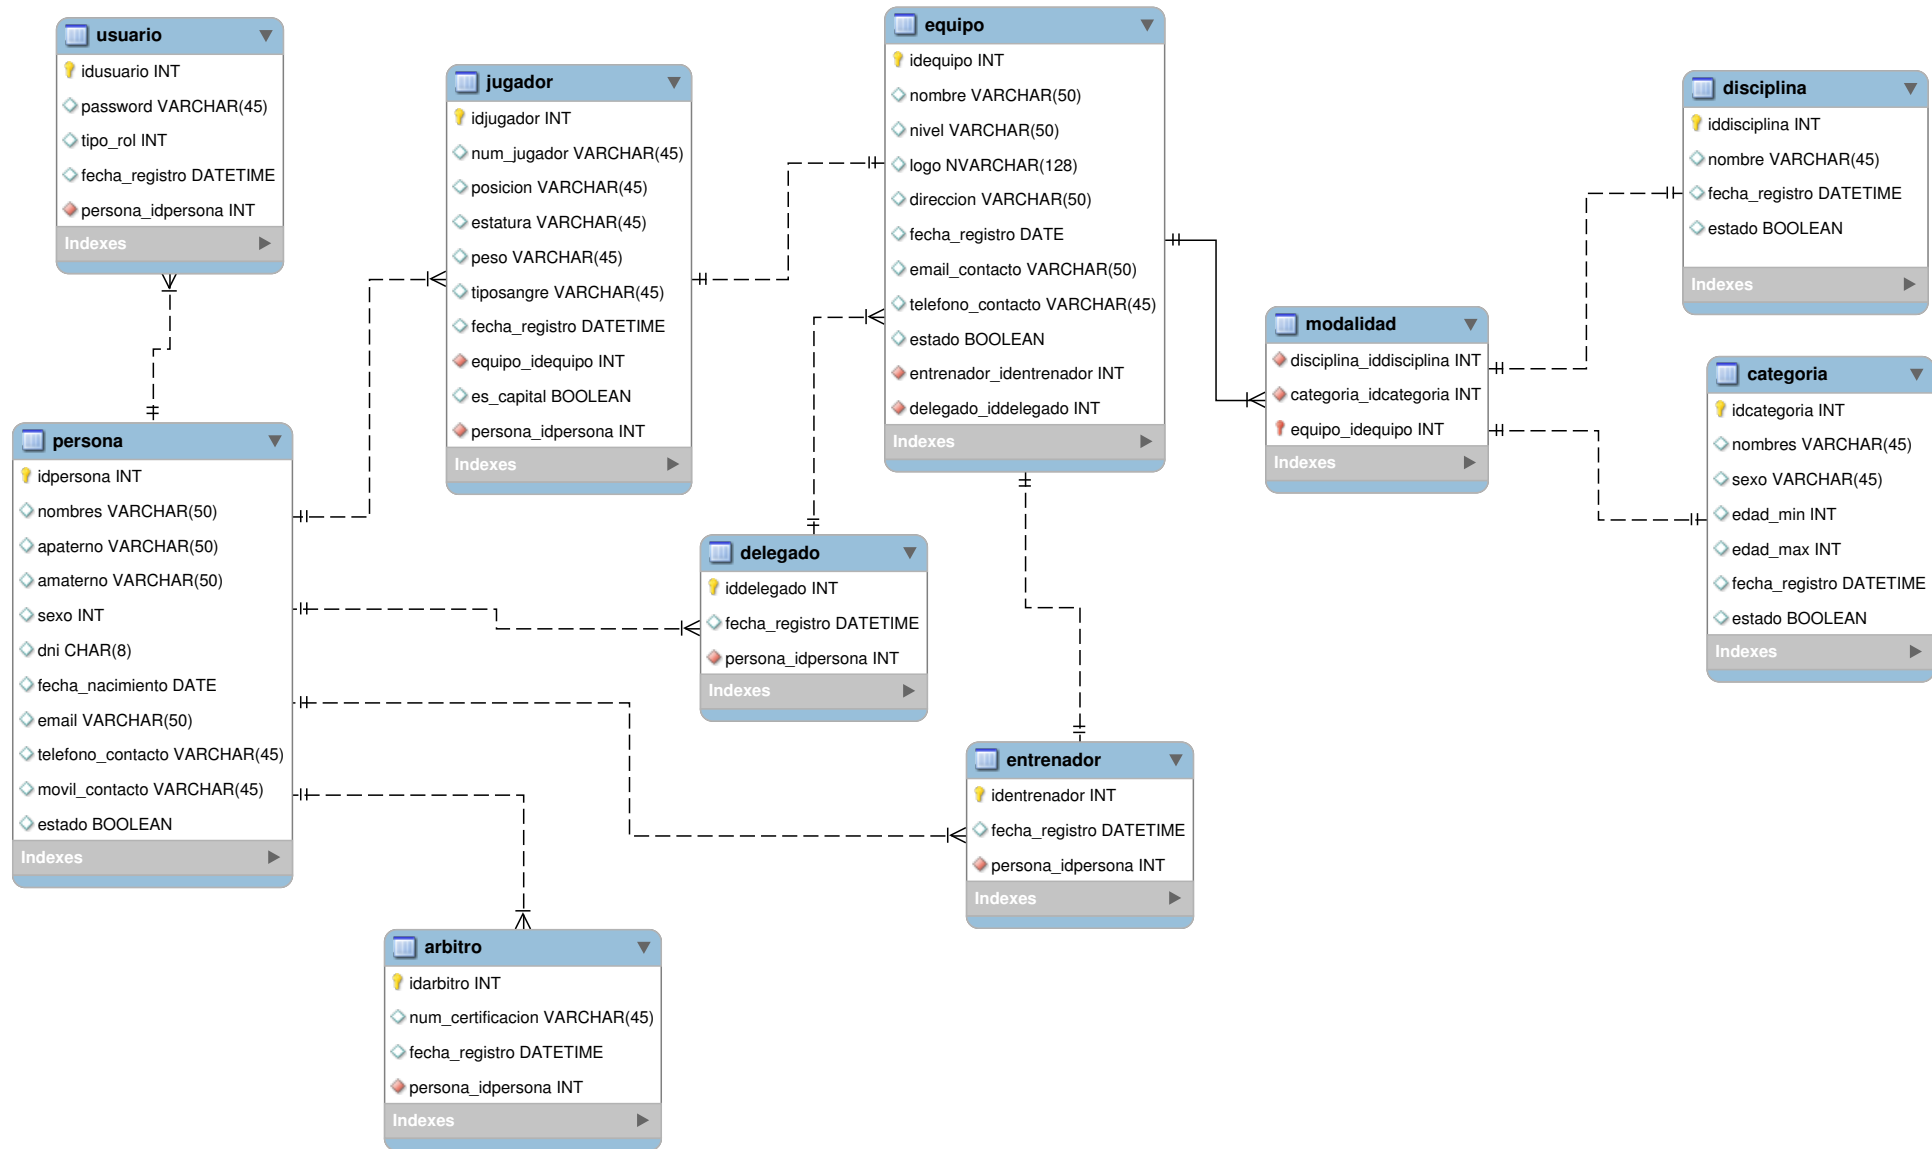 usuario
idusuario INT
password VARCHAR(45)
tipo_rol INT
fecha_registro DATETIME
persona_idpersona INT
Indexes
persona
idpersona INT
nombres VARCHAR(50)
apaterno VARCHAR(50)
amaterno VARCHAR(50)
sexo INT
dni CHAR(8)
fecha_nacimiento DATE
email VARCHAR(50)
telefono_contacto VARCHAR(45)
movil_contacto VARCHAR(45)
estado BOOLEAN
Indexes
jugador
idjugador INT
num_jugador VARCHAR(45)
posicion VARCHAR(45)
estatura VARCHAR(45)
peso VARCHAR(45)
tiposangre VARCHAR(45)
fecha_registro DATETIME
equipo_idequipo INT
es_capital BOOLEAN
persona_idpersona INT
Indexes
equipo
idequipo INT
nombre VARCHAR(50)
nivel VARCHAR(50)
logo NVARCHAR(128)
direccion VARCHAR(50)
fecha_registro DATE
email_contacto VARCHAR(50)
telefono_contacto VARCHAR(45)
estado BOOLEAN
entrenador_identrenador INT
delegado_iddelegado INT
Indexes
delegado
iddelegado INT
fecha_registro DATETIME
persona_idpersona INT
Indexes
entrenador
identrenador INT
fecha_registro DATETIME
persona_idpersona INT
Indexes
arbitro
idarbitro INT
num_certificacion VARCHAR(45)
fecha_registro DATETIME
persona_idpersona INT
Indexes
modalidad
disciplina_iddisciplina INT
categoria_idcategoria INT
equipo_idequipo INT
Indexes
disciplina
iddisciplina INT
nombre VARCHAR(45)
fecha_registro DATETIME
estado BOOLEAN
Indexes
categoria
idcategoria INT
nombres VARCHAR(45)
sexo VARCHAR(45)
edad_min INT
edad_max INT
fecha_registro DATETIME
estado BOOLEAN
Indexes